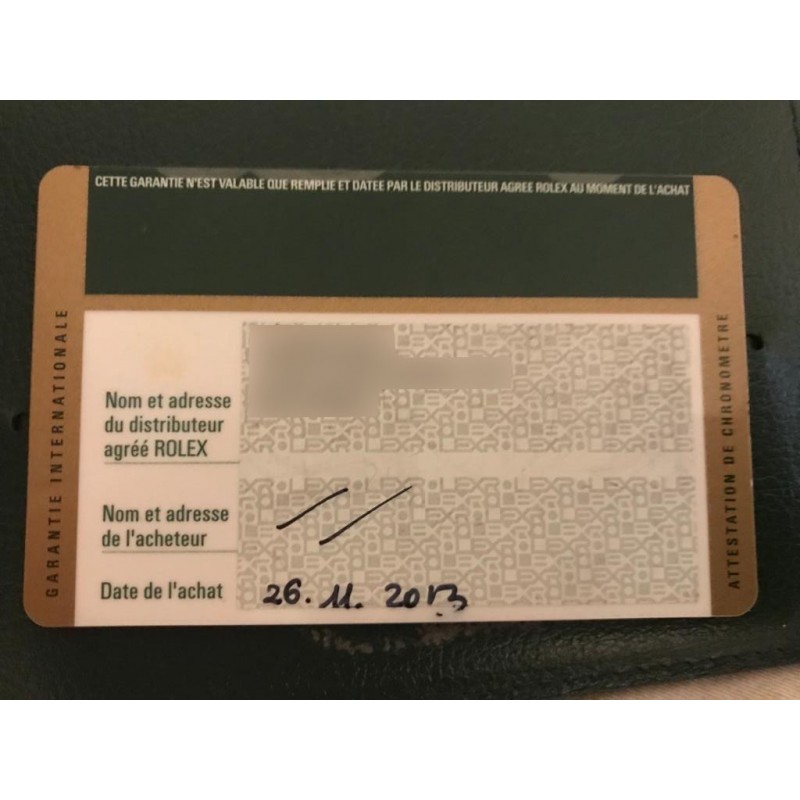 CETTE GARANTIE N'EST VALABLE QUE REMPLIE ET DATEE PAR LE DISTRIBUTEUR AGREE ROLEX AU MOMENT DE L'ACHAT
GARANTIE INTERNATIONALE
Nom et adresse
du distributeur
agréé ROLEX
Nom et adresse
de l'acheteur
Date de l'achat 26.11.2013
ATTESTATION DE CHRONOMETRE